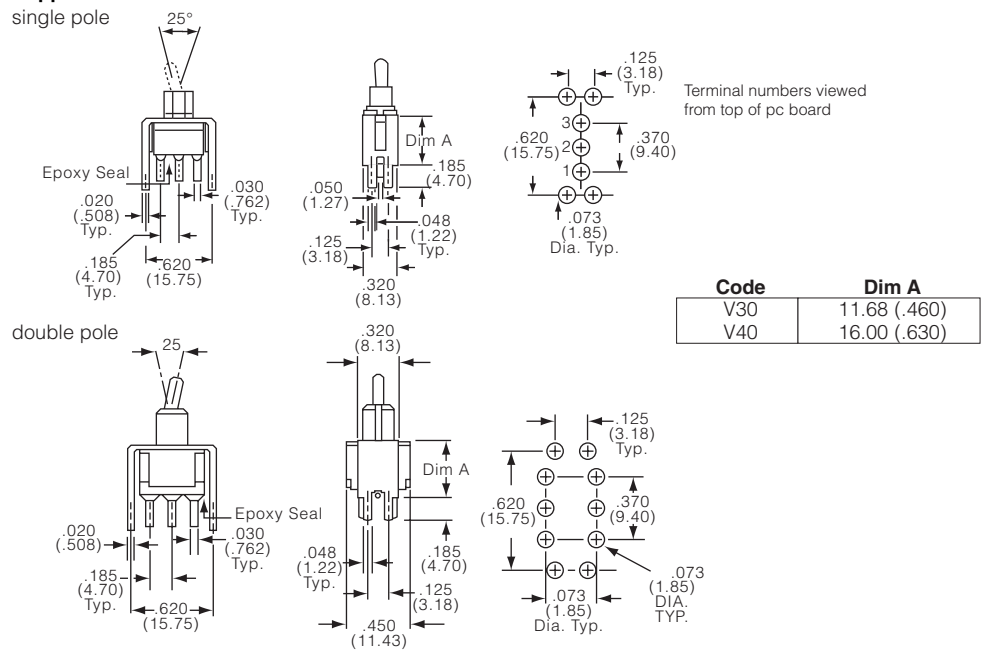 single pole
25°
Epoxy Seal
.020
(.508)
Typ.
.030
(.762)
Typ.
.185
(4.70)
Typ.
.620
(15.75)
Dim A
.185
(4.70)
.050
(1.27)
.048
(1.22)
Typ.
.125
(3.18)
.320
(8.13)
.125
(3.18)
Typ.
.620
(15.75)
3
2
1
.370
(9.40)
.073
(1.85)
Dia. Typ.
Terminal numbers viewed
from top of pc board
Code Dim A
V30 11.68 (.460)
V40 16.00 (.630)
double pole
25
Epoxy Seal
.020
(.508)
.030
(.762)
Typ.
.185
(4.70)
Typ.
.620
(15.75)
.320
(8.13)
Dim A
.048
(1.22)
Typ.
.185
(4.70)
.125
(3.18)
.450
(11.43)
.125
(3.18)
Typ.
.620
(15.75)
.370
(9.40)
.073
(1.85)
Dia. Typ.
.073
(1.85)
DIA.
TYP.